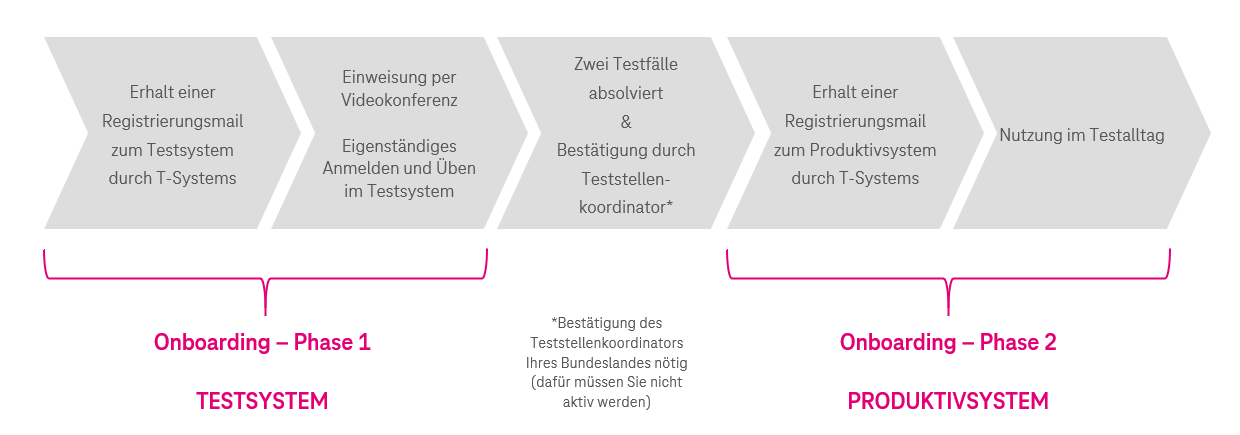 Erhalt einer
Registrierungsmail
zum Testsystem
durch T-Systems
Einweisung per
Videokonferenz
Eigenständiges
Anmelden und Üben
im Testsystem
Zwei Testfälle
absolviert
&
Bestätigung durch
Teststellen-
koordinator*
Erhalt einer
Registrierungsmail
zum Produktivsystem
durch T-Systems
Nutzung im Testalltag
Onboarding – Phase 1
TESTSYSTEM
*Bestätigung des
Teststellenkoordinators
Ihres Bundeslandes nötig
(dafür müssen Sie nicht
aktiv werden)
Onboarding – Phase 2
PRODUKTIVSYSTEM